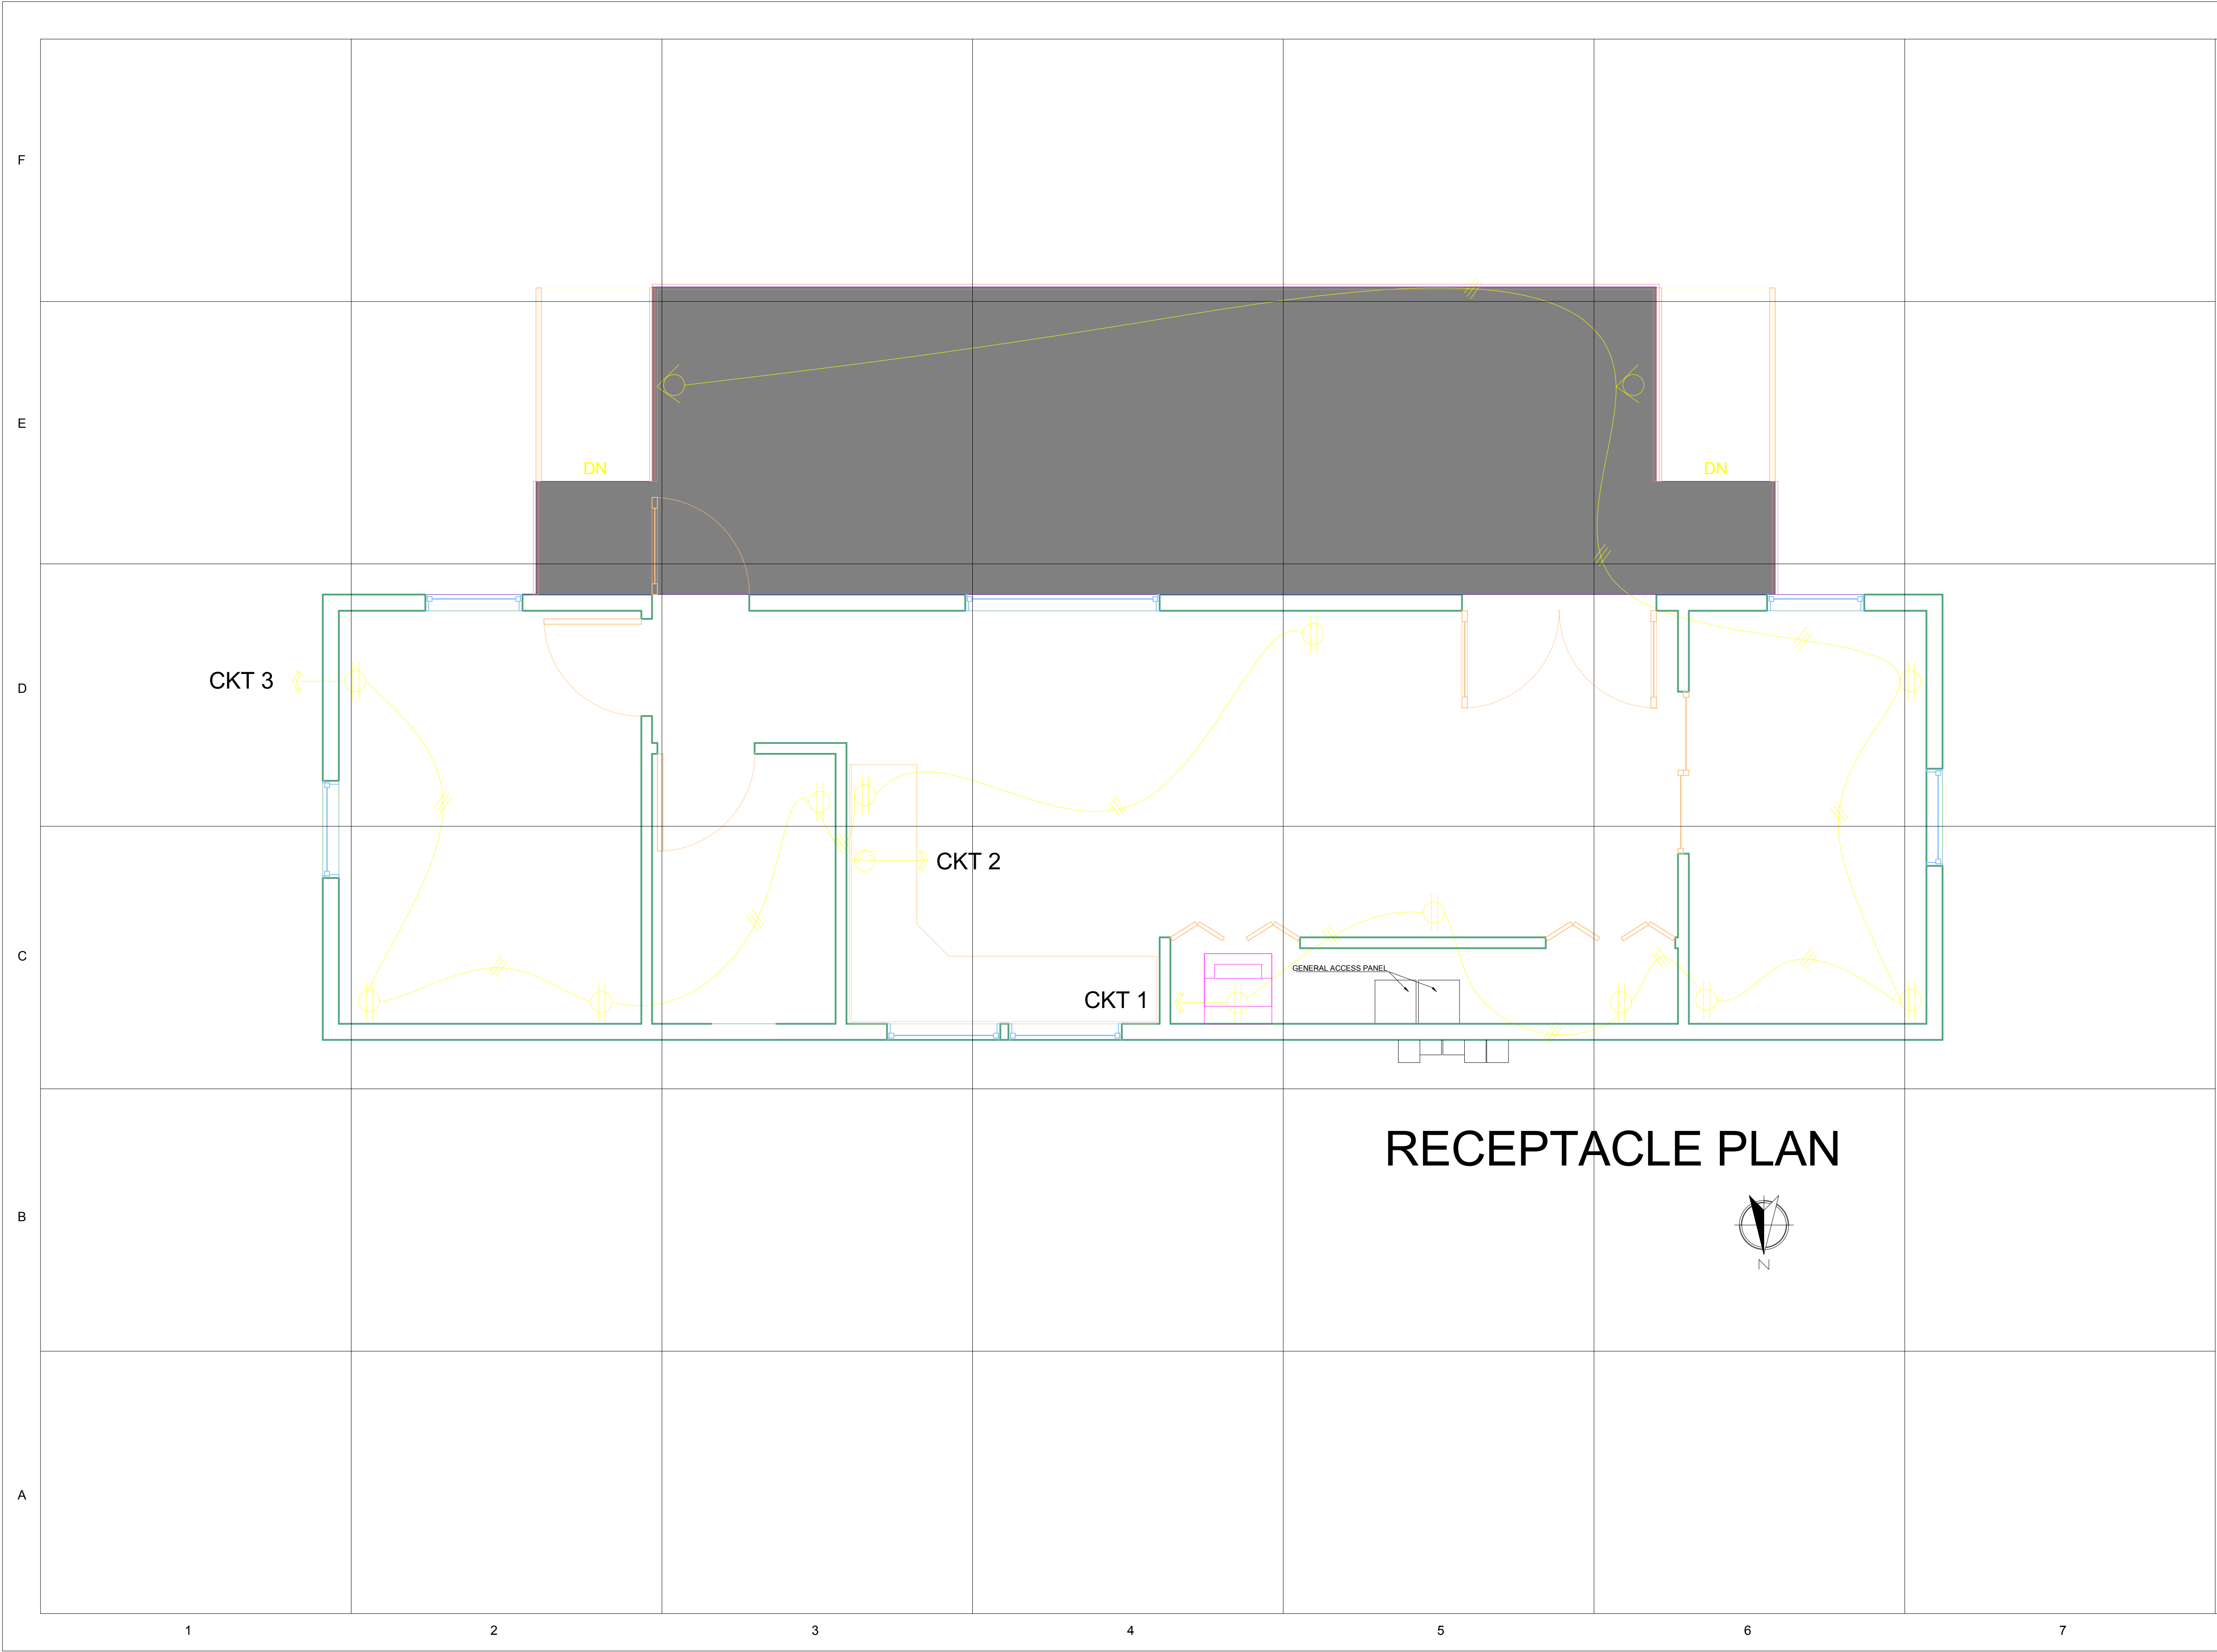 F
E
DN
DN
CKT 3
D
CKT 2
C
GENERAL ACCESS PANEL
CKT 1
RECEPTACLE PLAN
B
N
A
1
2
3
4
5
6
7